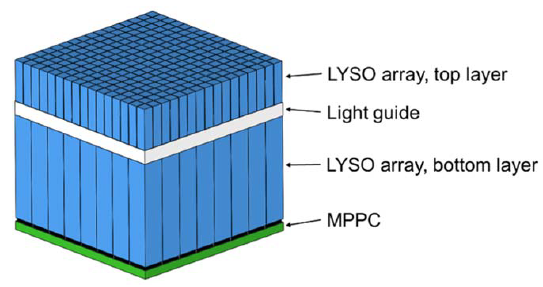 LYSO array, top layer
Light guide
LYSO array, bottom layer
MPPC